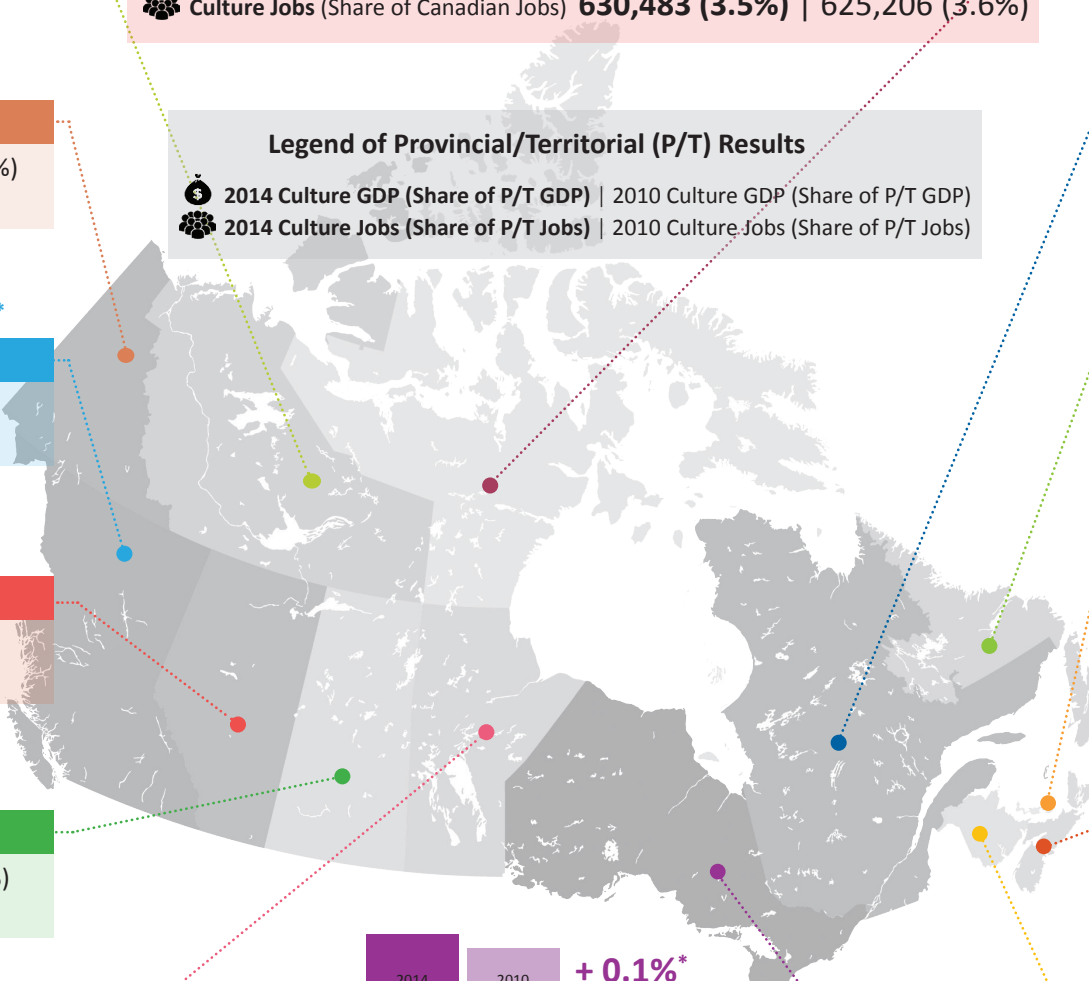 Culture Jobs (Share of Canadian Jobs) 630,483 (3.5%) | 625,206 (3.6%)
Legend of Provincial/Territorial (P/T) Results
%)
$ 2014 Culture GDP (Share of P/T GDP) | 2010 Culture GDP (Share of P/T GDP)
2014 Culture Jobs (Share of P/T Jobs) | 2010 Culture Jobs (Share of P/T Jobs)
*
)
2014 2010 + 0.1%*